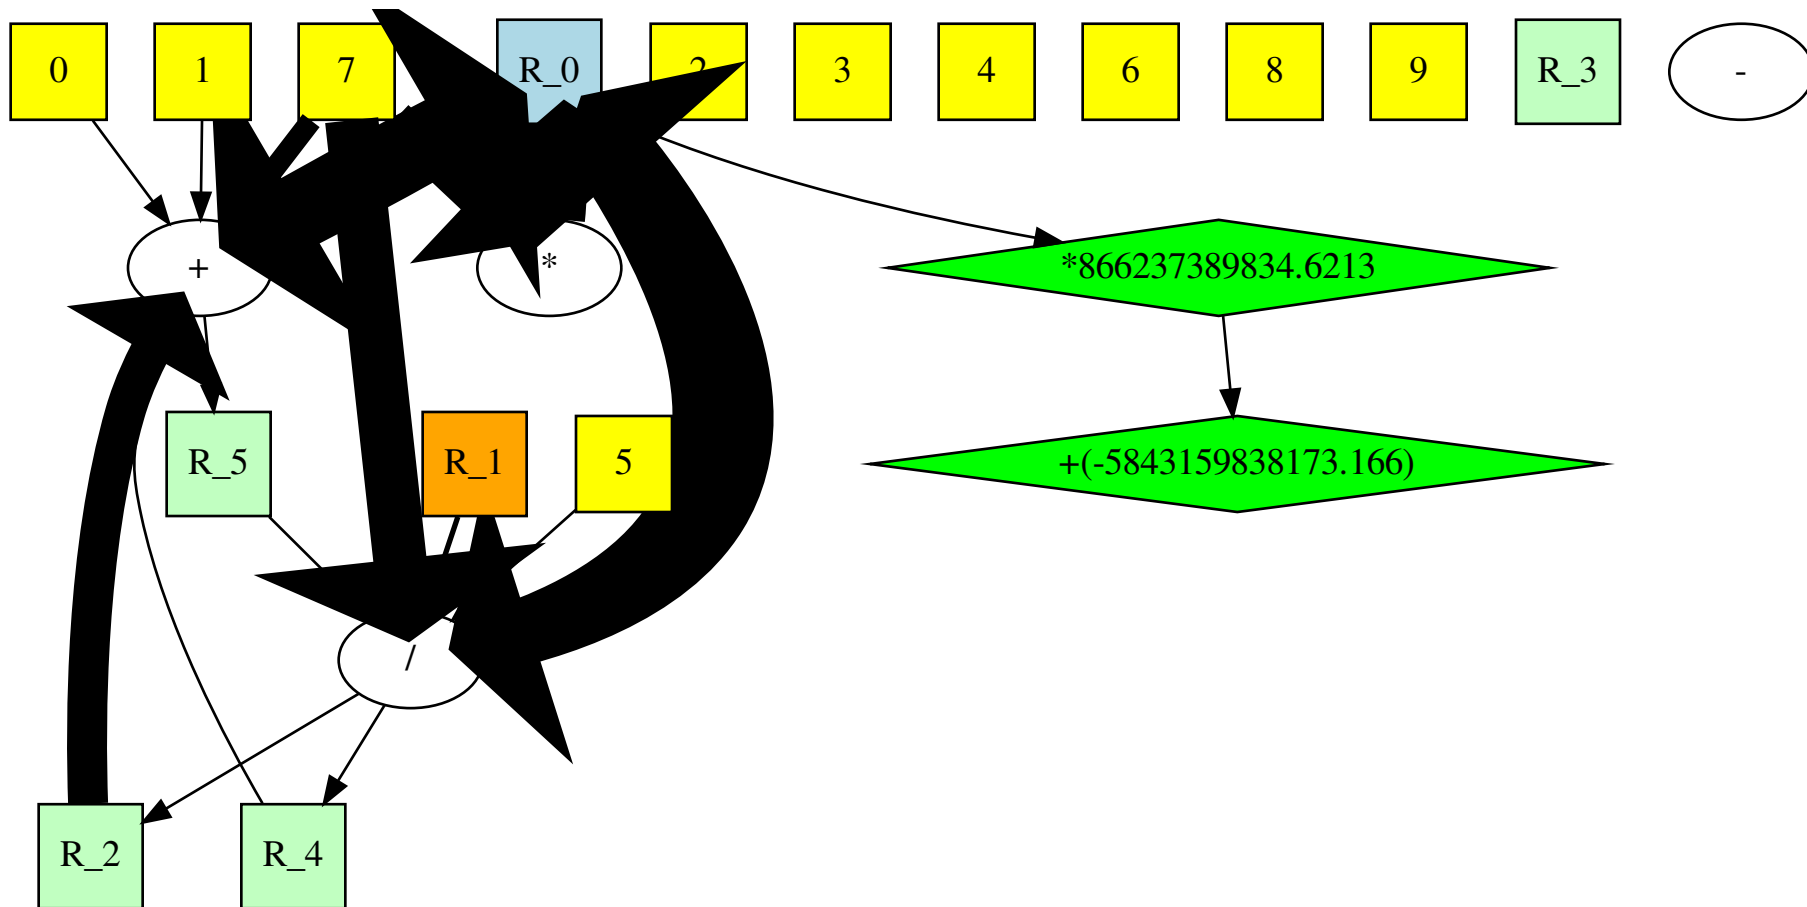 0 1 7 R_0 2 3 4 6 8 9 R_3 -
+ * *866237389834.6213
R_5 R_1 5 +(-5843159838173.166)
/
R_2 R_4